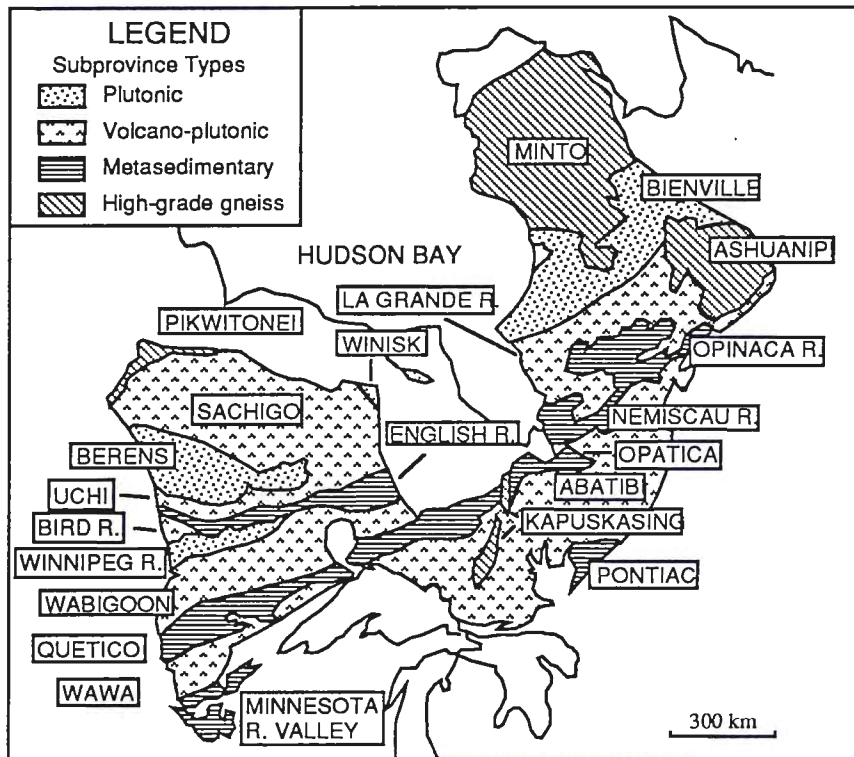 LEGEND
Subprovince Types
Plutonic
Volcano-plutonic
Metasedimentary
High-grade gneiss
MINTO
BIENVILLE
ASHUANIP
HUDSON BAY
LA GRANDE R.
PIKWITONEI
WINISK
OPINACA R.
SACHIGO
NEMISCAU R.
ENGLISH R.
BERENS
OPATICA
UCHI
ABATIB
BIRD R.
KAPUSKASING
WINNIPEG R.
PONTIAC
WABIGOON
QUETICO
WAWA
MINNESOTA
R. VALLEY
300 km